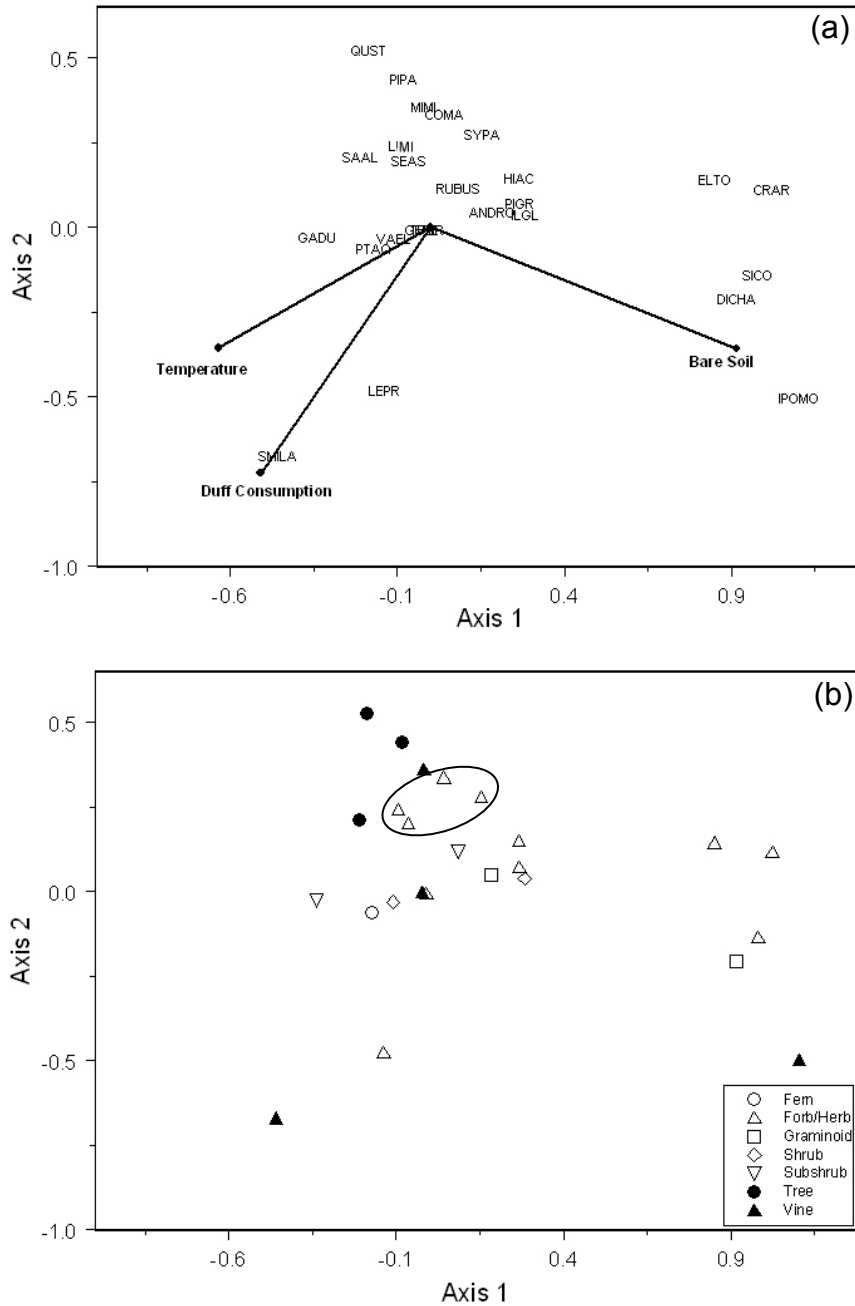 (a)
0.5
QUST
PIPA
MIMI
COMA
SYPA
SAAL
SEAS
RUBUS
HIAC
ELTO
CRAR
PIGR
ANDRO
ILGL
0.0
GADU
VAEL
PTAQ
SICO
DICHA
Axis 2
Temperature
Bare Soil
LEPR
IPOMO
-0.5
SMILA
Duff Consumption
-1.0
-0.6 -0.1 0.4 0.9
Axis 1
(b)
0.5
0.0
Axis 2
-0.5
Fern
Forb/Herb
Graminoid
Shrub
Subshrub
Tree
Vine
-1.0
-0.6 -0.1 0.4 0.9
Axis 1